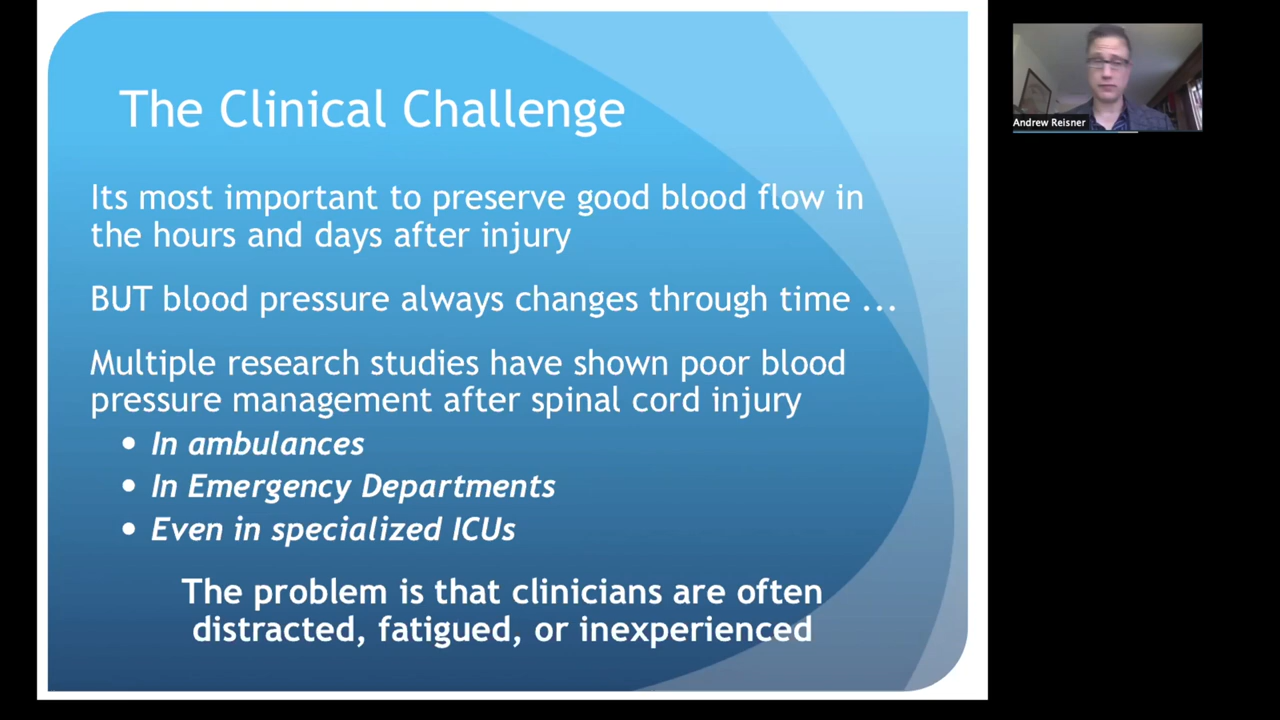 The Clinical Challenge
Its most important to preserve good blood flow in
the hours and days after injury
BUT blood pressure always changes through time ...
Multiple research studies have shown poor blood
pressure management after spinal cord injury
• In ambulances
• In Emergency Departments
• Even in specialized ICUs
The problem is that clinicians are often
distracted, fatigued, or inexperienced
Andrew Reisner